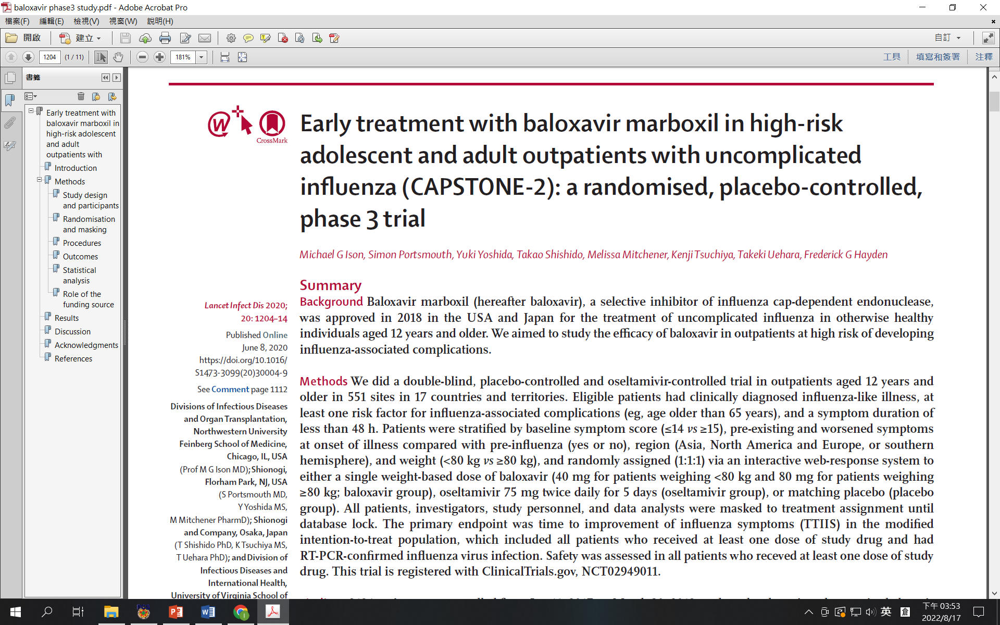 baloxavir phase3 study.pdf - Adobe Acrobat Pro
檔案(F) 編輯(E) 檢視(V) 視窗(W) 說明(H)
開啟 建立 自訂
1204 (1 / 11) 181% 工具 填寫和簽署 注釋
書籤
Early treatment with
baloxavir marboxil in
high-risk adolescent
and adult
outpatients with
Introduction
Methods
Study design
and participants
Randomisation
and masking
Procedures
Outcomes
Statistical
analysis
Role of the
funding source
Results
Discussion
Acknowledgments
References
CrossMark
Early treatment with baloxavir marboxil in high-risk
adolescent and adult outpatients with uncomplicated
influenza (CAPSTONE-2): a randomised, placebo-controlled,
phase 3 trial
Michael G Ison, Simon Portsmouth, Yuki Yoshida, Takao Shishido, Melissa Mitchener, Kenji Tsuchiya, Takeki Uehara, Frederick G Hayden
Lancet Infect Dis 2020;
20: 1204–14
Published Online
June 8, 2020
https://doi.org/10.1016/
S1473-3099(20)30004-9
See Comment page 1112
Divisions of Infectious Diseases
and Organ Transplantation,
Northwestern University
Feinberg School of Medicine,
Chicago, IL, USA
(Prof M G Ison MD); Shionogi,
Florham Park, NJ, USA
(S Portsmouth MD,
Y Yoshida MS,
M Mitchener PharmD); Shionogi
and Company, Osaka, Japan
(T Shishido PhD, K Tsuchiya MS,
T Uehara PhD); and Division of
Infectious Diseases and
International Health,
University of Virginia School of
Summary
Background Baloxavir marboxil (hereafter baloxavir), a selective inhibitor of influenza cap-dependent endonuclease,
was approved in 2018 in the USA and Japan for the treatment of uncomplicated influenza in otherwise healthy
individuals aged 12 years and older. We aimed to study the efficacy of baloxavir in outpatients at high risk of developing
influenza-associated complications.
Methods We did a double-blind, placebo-controlled and oseltamivir-controlled trial in outpatients aged 12 years and
older in 551 sites in 17 countries and territories. Eligible patients had clinically diagnosed influenza-like illness, at
least one risk factor for influenza-associated complications (eg, age older than 65 years), and a symptom duration of
less than 48 h. Patients were stratified by baseline symptom score (≤14 vs ≥15), pre-existing and worsened symptoms
at onset of illness compared with pre-influenza (yes or no), region (Asia, North America and Europe, or southern
hemisphere), and weight (<80 kg vs ≥80 kg), and randomly assigned (1:1:1) via an interactive web-response system to
either a single weight-based dose of baloxavir (40 mg for patients weighing <80 kg and 80 mg for patients weighing
≥80 kg; baloxavir group), oseltamivir 75 mg twice daily for 5 days (oseltamivir group), or matching placebo (placebo
group). All patients, investigators, study personnel, and data analysts were masked to treatment assignment until
database lock. The primary endpoint was time to improvement of influenza symptoms (TTIIS) in the modified
intention-to-treat population, which included all patients who received at least one dose of study drug and had
RT-PCR-confirmed influenza virus infection. Safety was assessed in all patients who receved at least one dose of study
drug. This trial is registered with ClinicalTrials.gov, NCT02949011.
英 倉 下午 03:53
2022/8/17